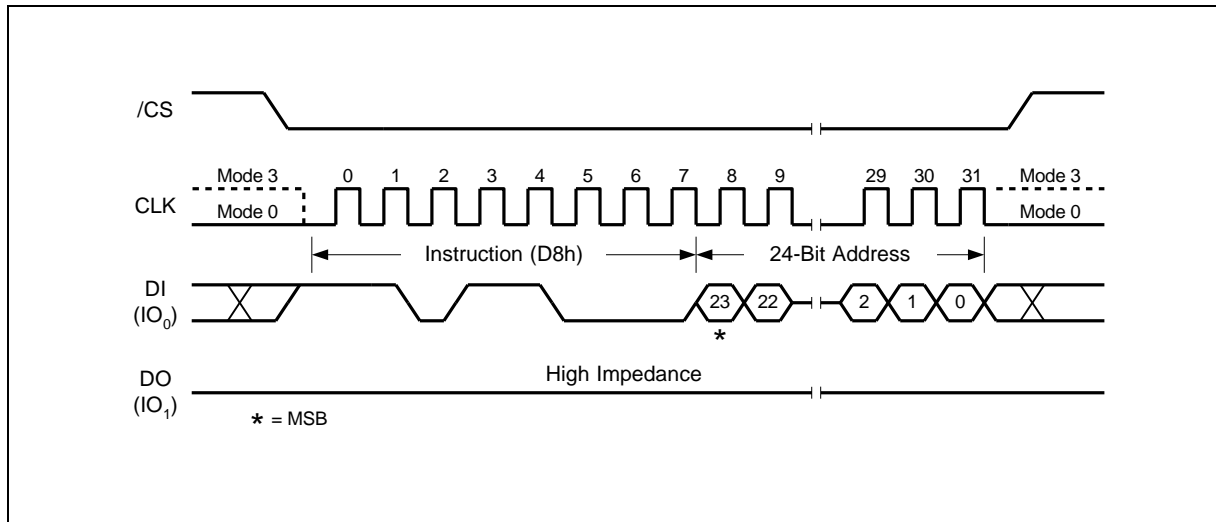 /CS
Mode 3 0 1 2 3 4 5 6 7 8 9 29 30 31 Mode 3
CLK
Mode 0 Mode 0
Instruction (D8h) 24-Bit Address
DI
(IO0)
23 22 2 1 0
*
High Impedance
DO
(IO1)
* = MSB